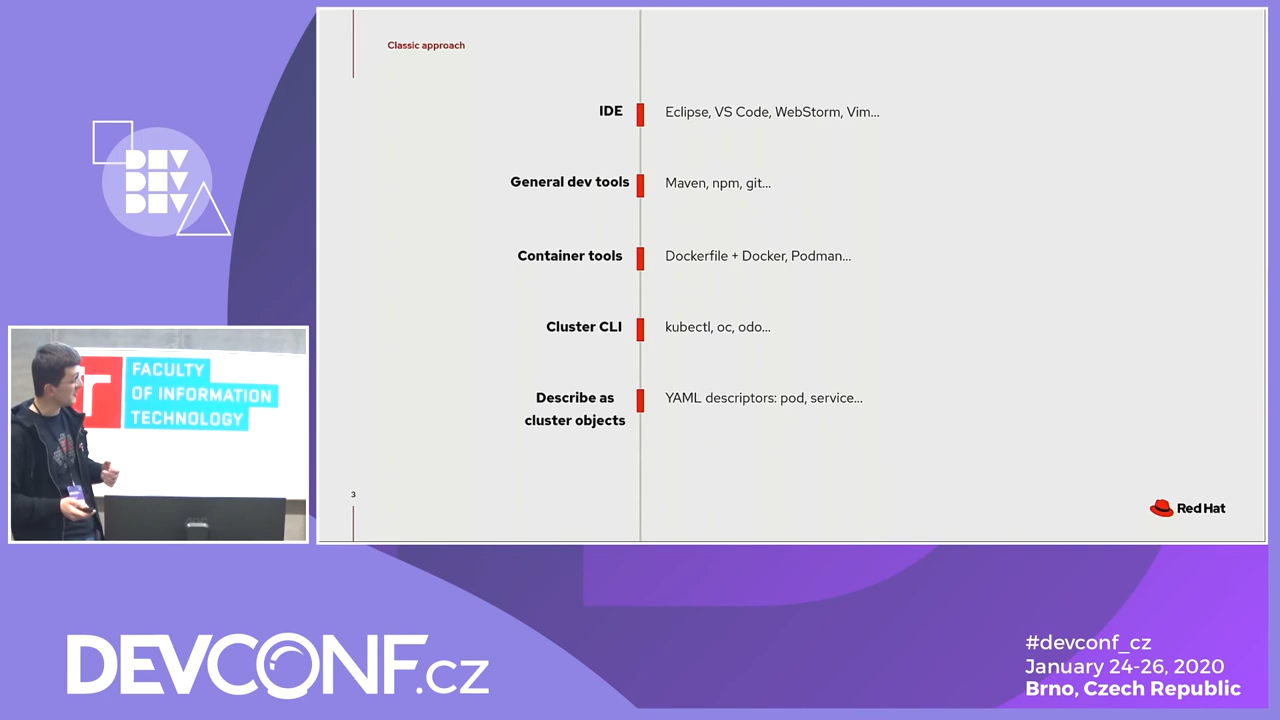 Classic approach
IDE
Eclipse, VS Code, WebStorm, Vim...
General dev tools
Maven, npm, git...
Container tools
Dockerfile + Docker, Podman...
Cluster CLI
kubectl, oc, odo...
Describe as
cluster objects
YAML descriptors: pod, service...
3
Red Hat
DEV
DEV
DEV
FACULTY
OF INFORMATION
TECHNOLOGY
DEVCONF.cz
#devconf_cz
January 24-26, 2020
Brno, Czech Republic